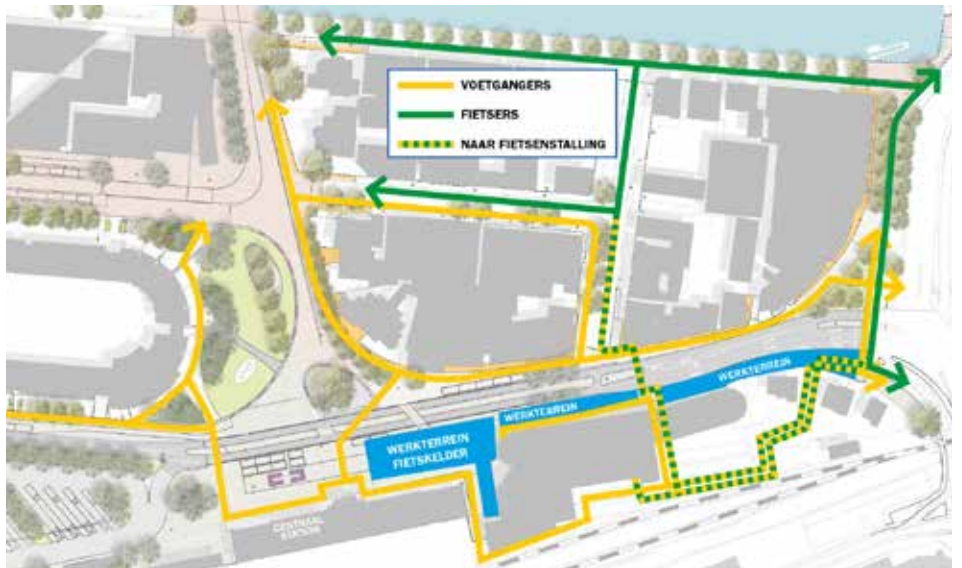 VOETGANGERS
FIETSERS
NAAR FIETSENSTALLING
WERKTERREIN
WERKTERREIN
WERKTERREIN
FIETSKELDER
CENTRAAL
STATION